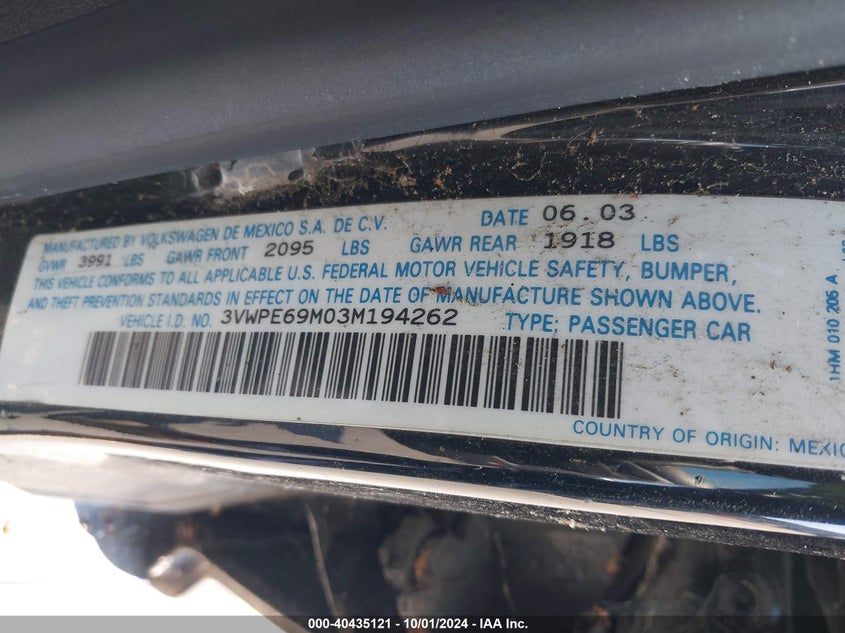 MANUFACTURED BY VOLKSWAGEN DE MEXICO S.A. DE C.V. DATE 06.03
GVWR 3991 LBS GAWR FRONT 2095 LBS GAWR REAR 1918 LBS
THIS VEHICLE CONFORMS TO ALL APPLICABLE U.S. FEDERAL MOTOR VEHICLE SAFETY, BUMPER,
AND THEFT PREVENTION STANDARDS IN EFFECT ON THE DATE OF MANUFACTURE SHOWN ABOVE.
VEHICLE I.D. NO. 3VWPE69M03M194262 TYPE; PASSENGER CAR
COUNTRY OF ORIGIN: MEXICO
1HM 010 205 A
000-40435121 - 10/01/2024 - IAA Inc.